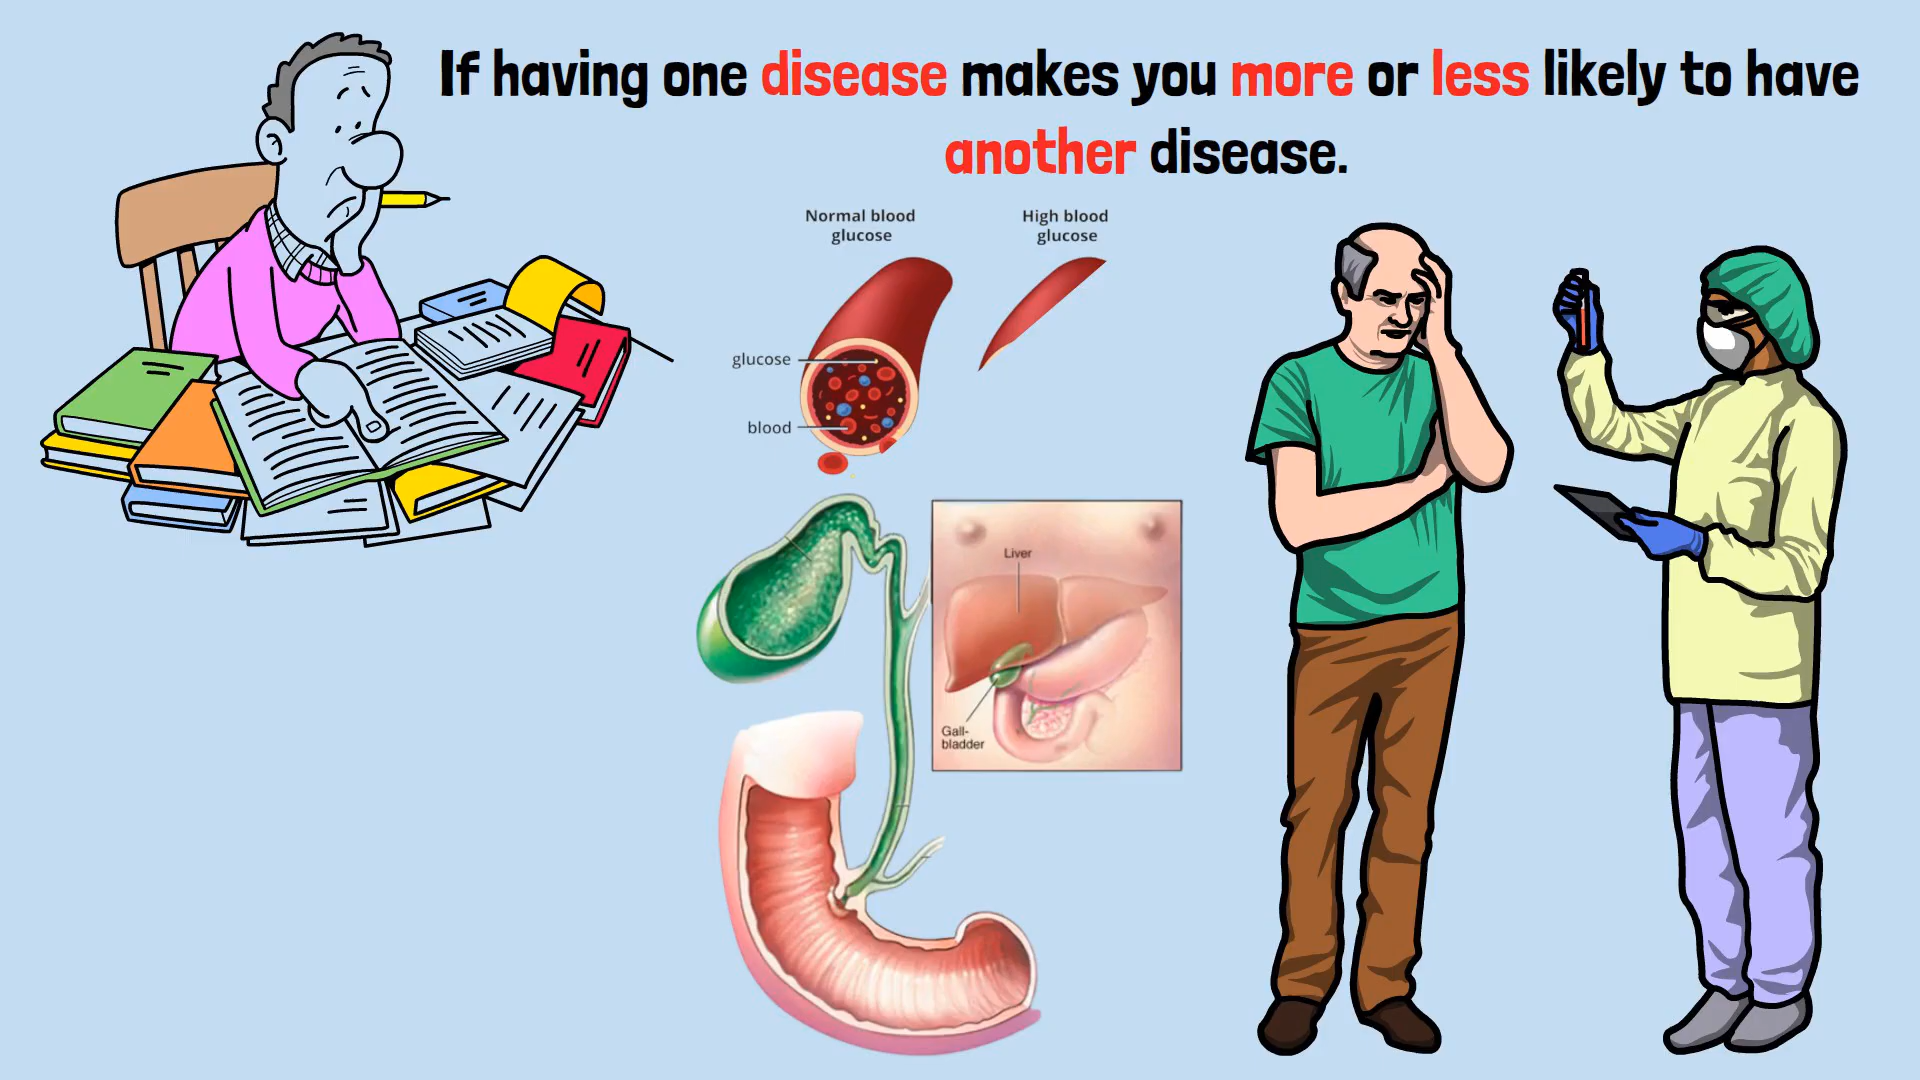 If having one disease makes you more or less likely to have
another disease.
Normal blood
glucose
High blood
glucose
glucose
blood
Liver
Gall-
bladder